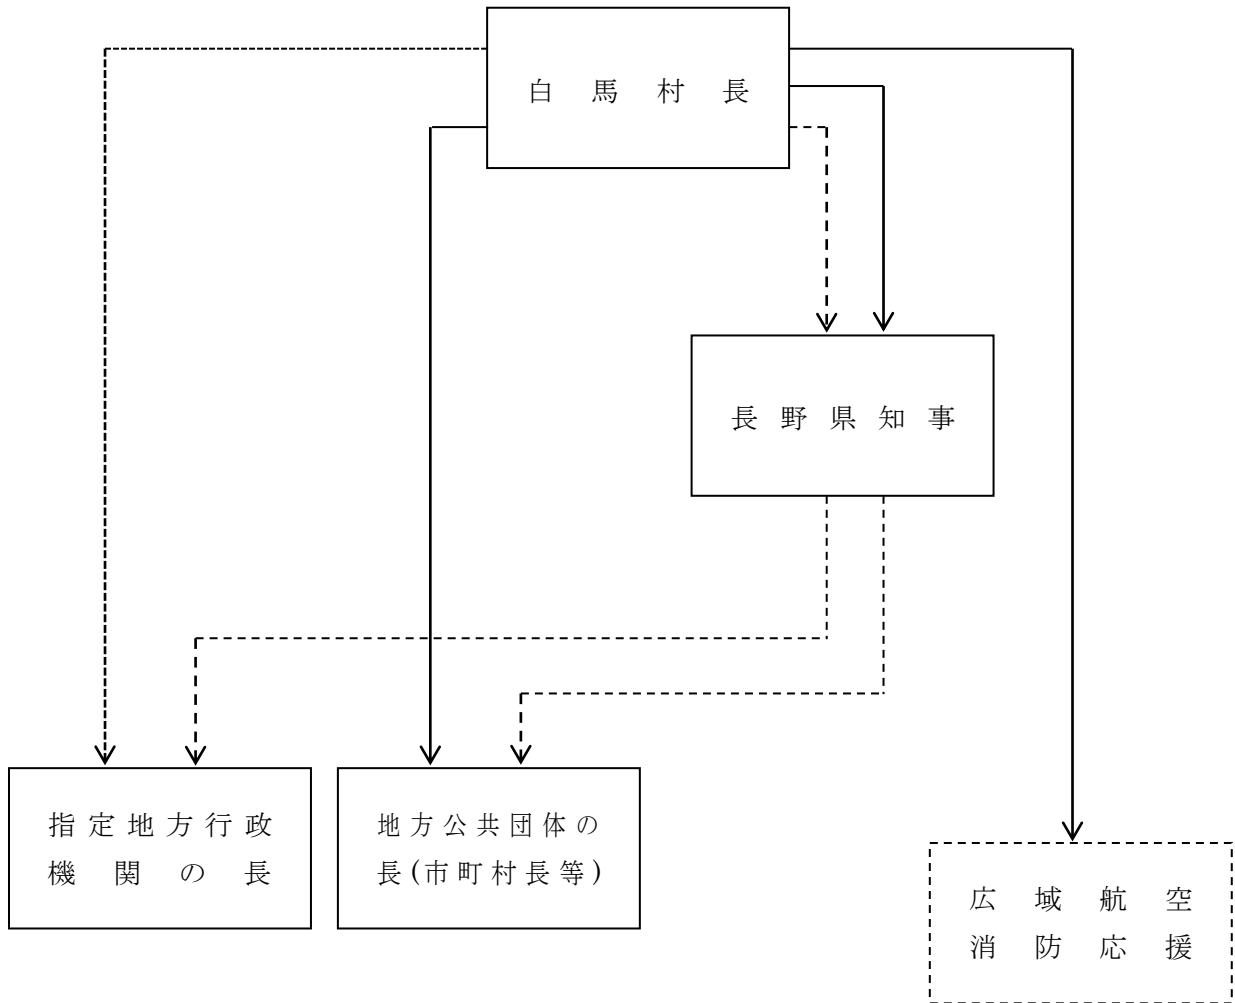 白馬村長
長野県知事
指定地方行政
機関の長
地方公共団体の
長(市町村長等)
広域航空
消防応援